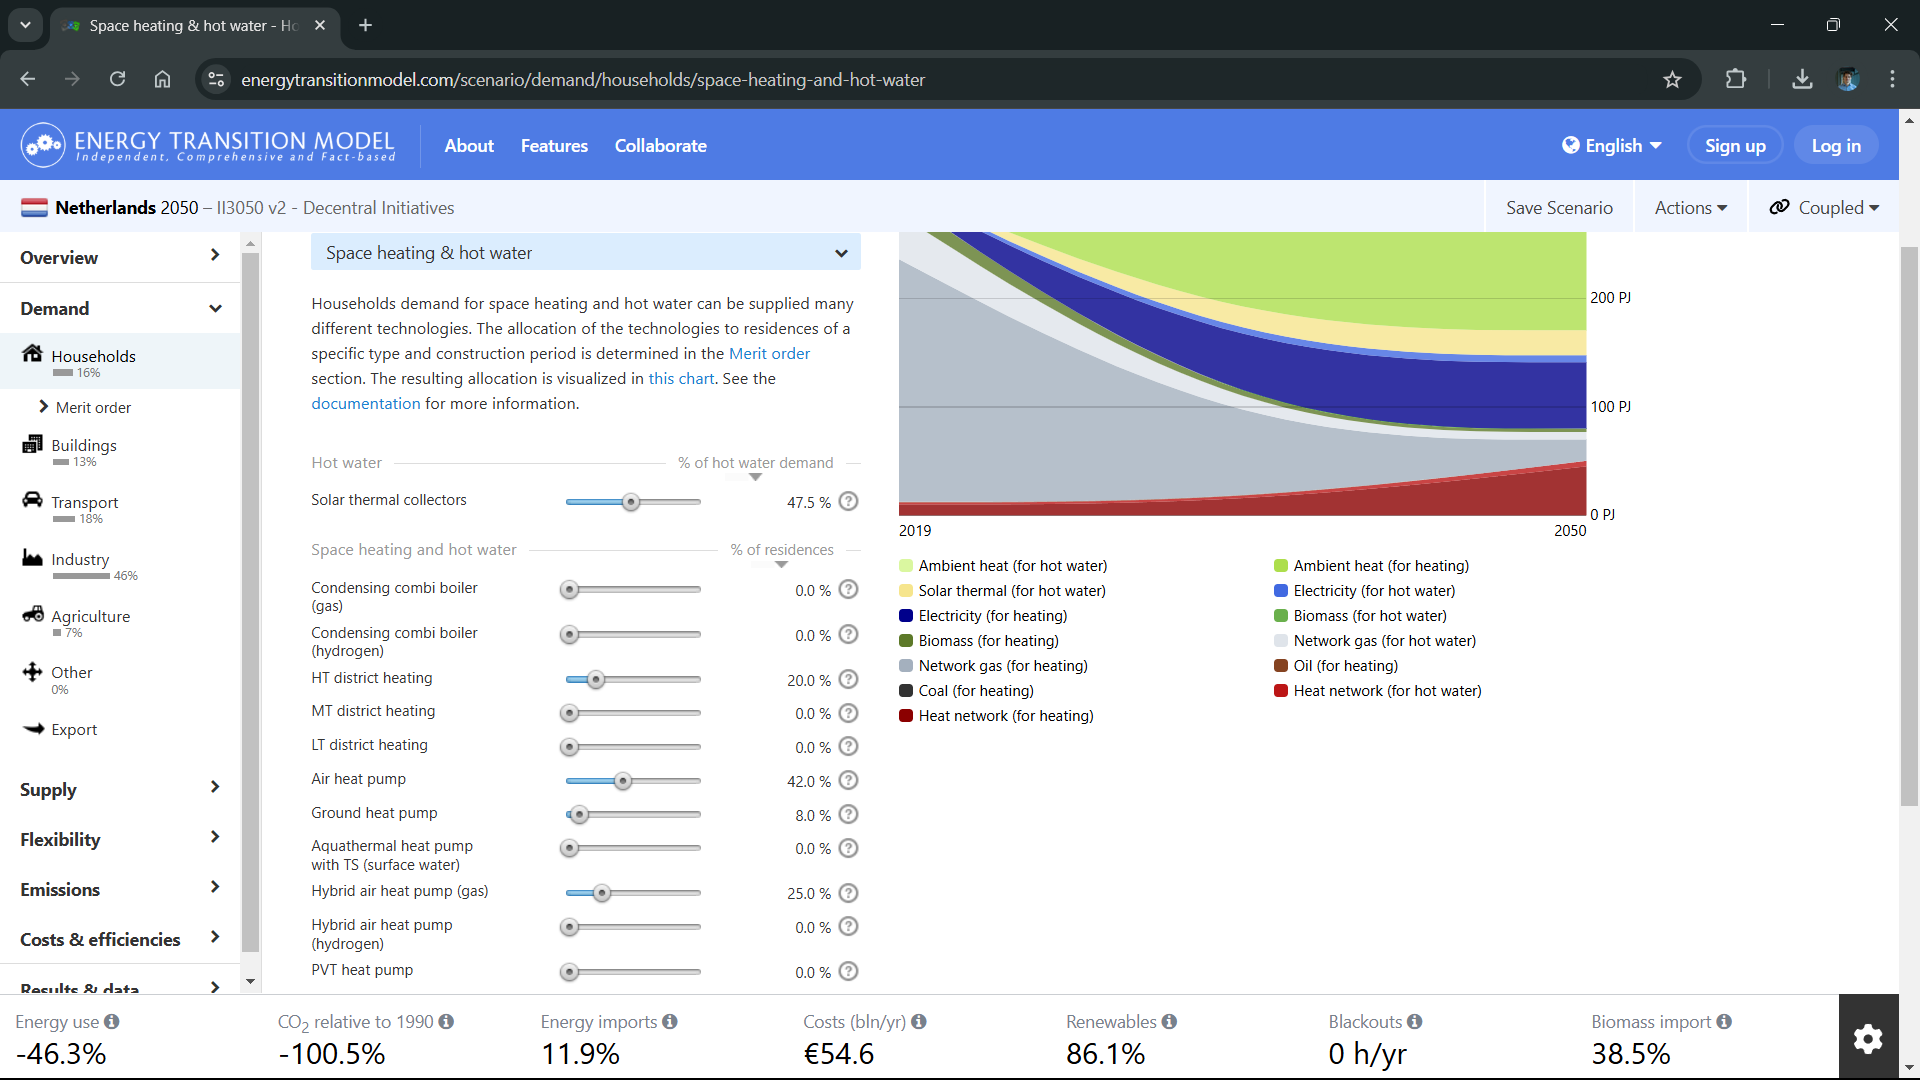 Space heating & hot water - Ho
energytransitionmodel.com/scenario/demand/households/space-heating-and-hot-water
ENERGY TRANSITION MODEL
Independent, Comprehensive and Fact-based
About
Features
Collaborate
English
Sign up
Log in
Netherlands 2050 – II3050 v2 - Decentral Initiatives
Save Scenario
Actions
Coupled
Overview
Demand
Households
16%
Merit order
Buildings
13%
Transport
18%
Industry
46%
Agriculture
7%
Other
0%
Export
Supply
Flexibility
Emissions
Costs & efficiencies
Results & data
Space heating & hot water
Households demand for space heating and hot water can be supplied many
different technologies. The allocation of the technologies to residences of a
specific type and construction period is determined in the Merit order
section. The resulting allocation is visualized in this chart. See the
documentation for more information.
Hot water
% of hot water demand
Solar thermal collectors
47.5 %
?
Space heating and hot water
% of residences
Condensing combi boiler
(gas)
0.0 %
?
Condensing combi boiler
(hydrogen)
0.0 %
?
HT district heating
20.0 %
?
MT district heating
0.0 %
?
LT district heating
0.0 %
?
Air heat pump
42.0 %
?
Ground heat pump
8.0 %
?
Aquathermal heat pump
with TS (surface water)
0.0 %
?
Hybrid air heat pump (gas)
25.0 %
?
Hybrid air heat pump
(hydrogen)
0.0 %
?
PVT heat pump
0.0 %
?
200 PJ
100 PJ
0 PJ
2019
2050
Ambient heat (for hot water)
Ambient heat (for heating)
Solar thermal (for hot water)
Electricity (for hot water)
Electricity (for heating)
Biomass (for hot water)
Biomass (for heating)
Network gas (for hot water)
Network gas (for heating)
Oil (for heating)
Coal (for heating)
Heat network (for hot water)
Heat network (for heating)
Energy use
-46.3%
CO2 relative to 1990
-100.5%
Energy imports
11.9%
Costs (bln/yr)
€54.6
Renewables
86.1%
Blackouts
0 h/yr
Biomass import
38.5%